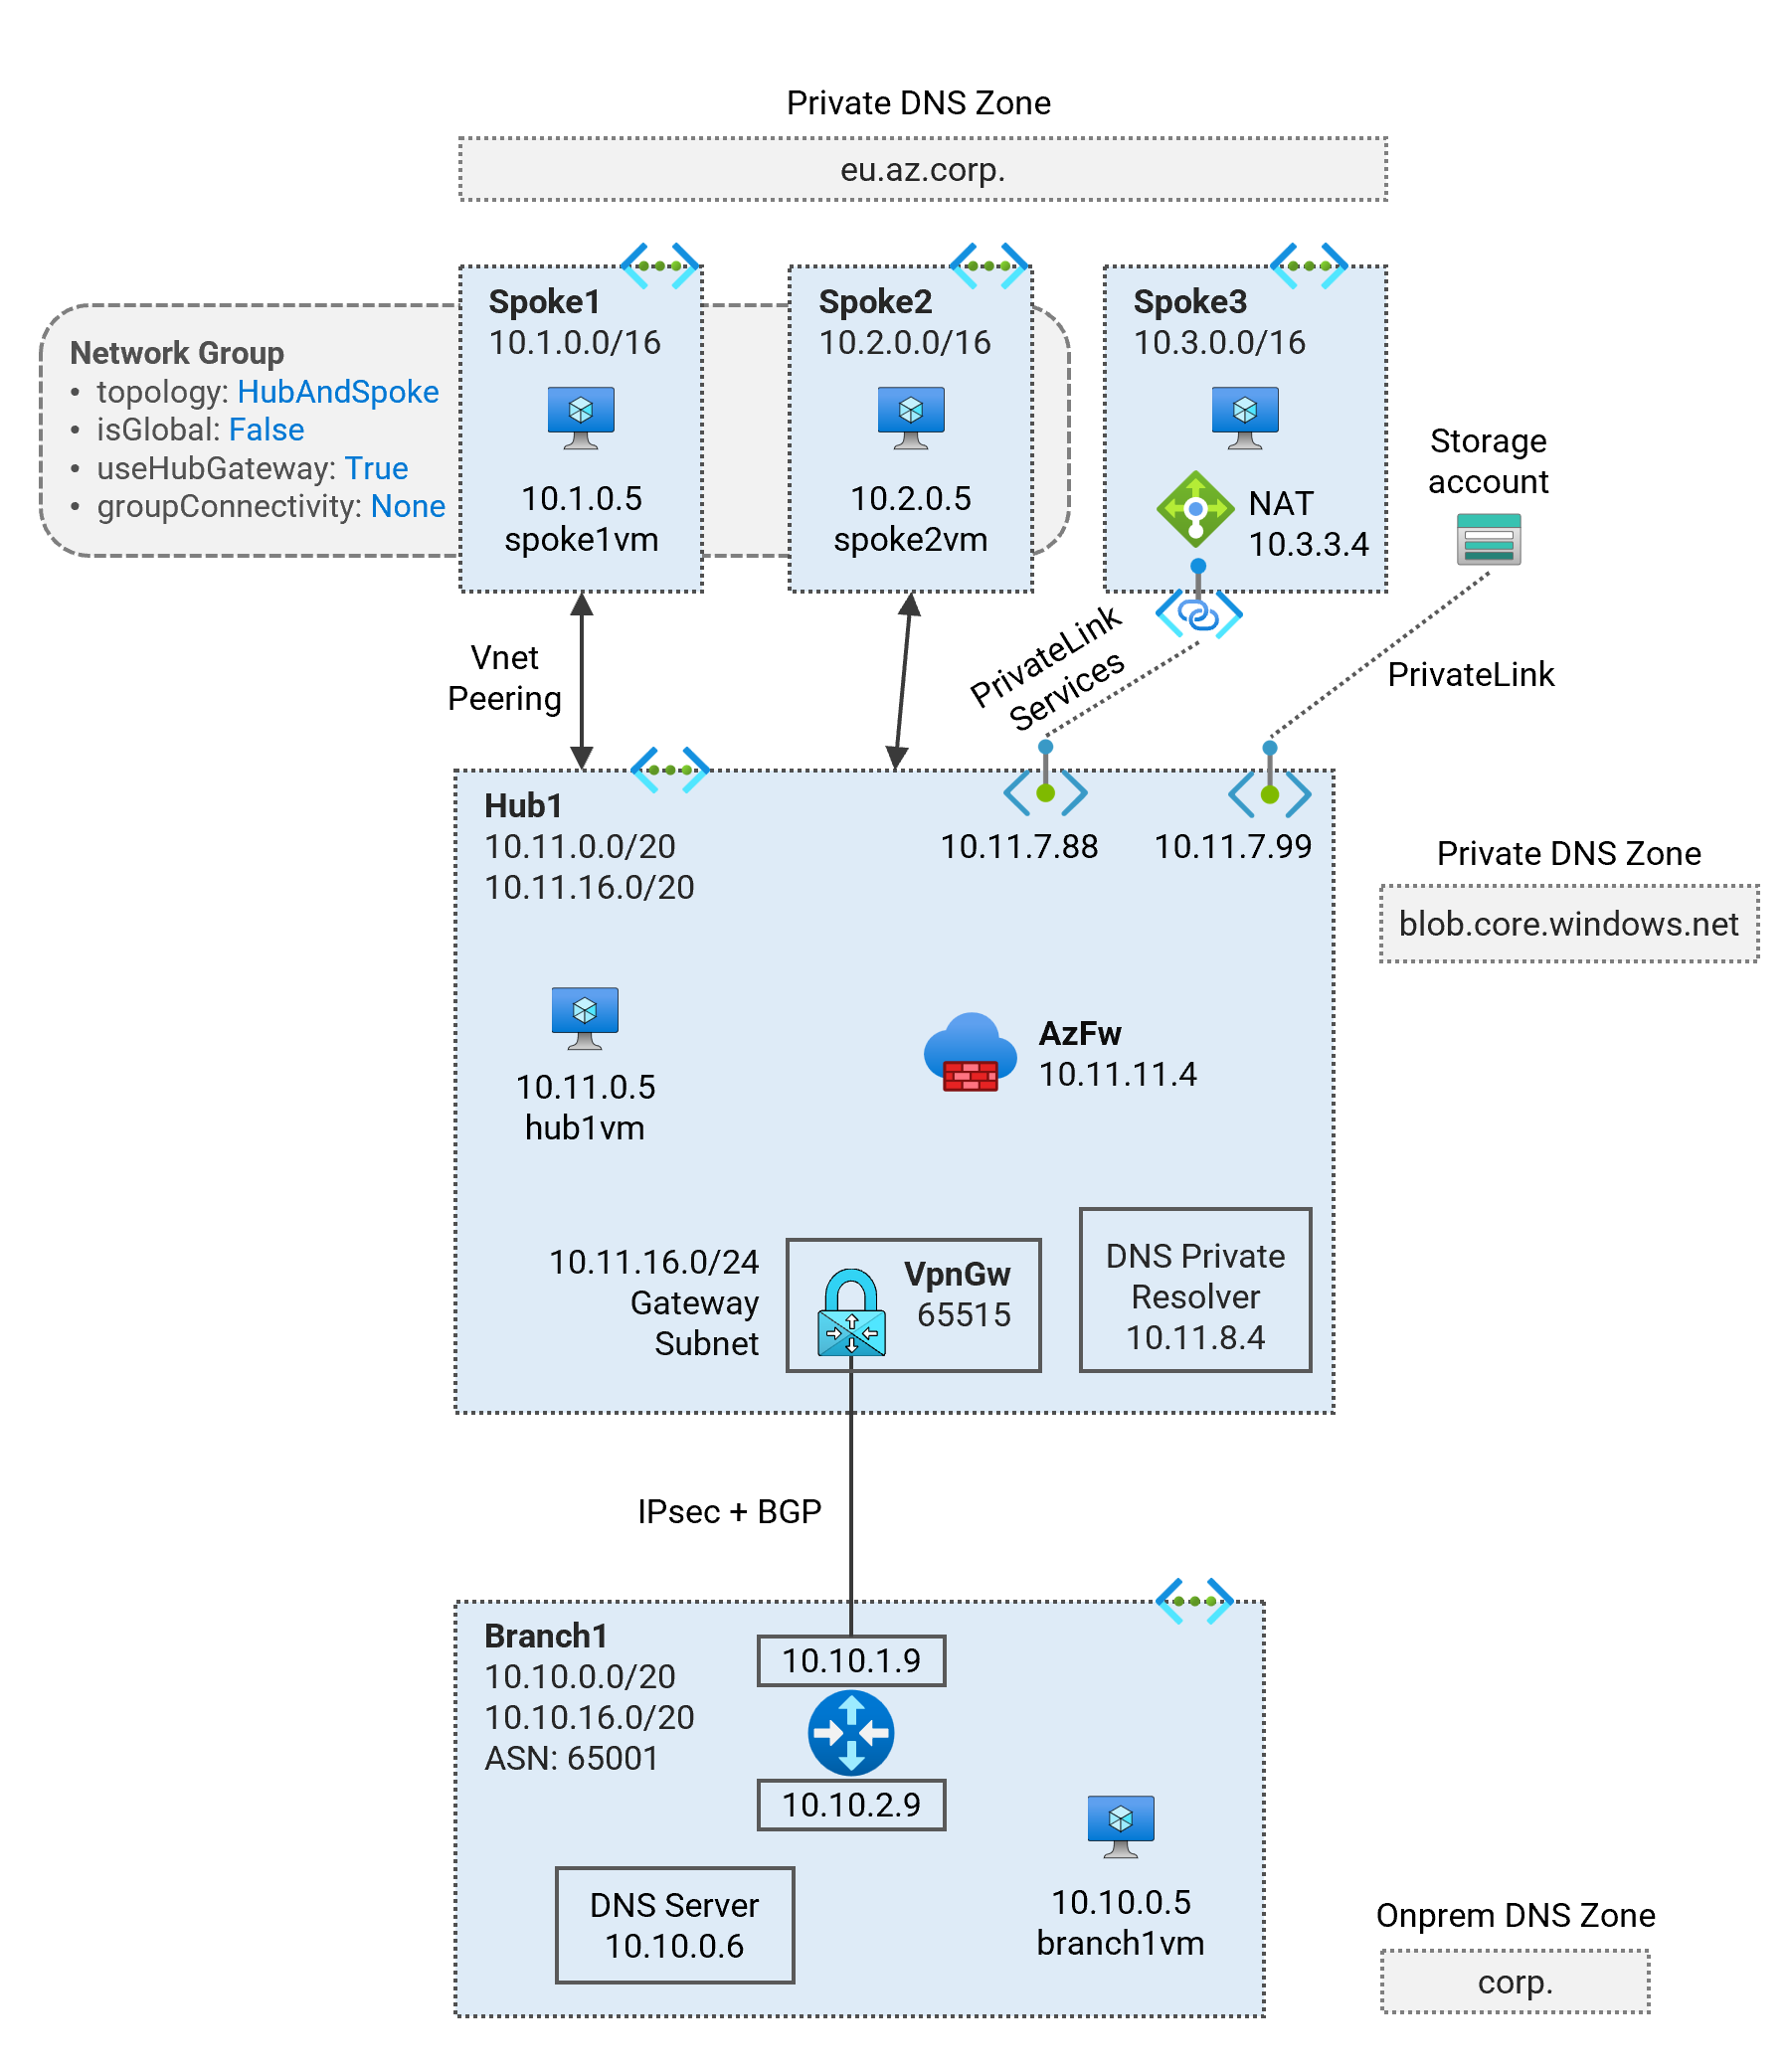 Private DNS Zone
eu.az.corp.
Network Group
• topology: HubAndSpoke
• isGlobal: False
• useHubGateway: True
• groupConnectivity: None
Spoke1
10.1.0.0/16
10.1.0.5
spoke1vm
Spoke2
10.2.0.0/16
10.2.0.5
spoke2vm
Spoke3
10.3.0.0/16
NAT
10.3.3.4
Storage
account
Vnet
Peering
PrivateLink
Services
PrivateLink
Hub1
10.11.0.0/20
10.11.16.0/20
10.11.7.88
10.11.7.99
Private DNS Zone
blob.core.windows.net
10.11.0.5
hub1vm
AzFw
10.11.11.4
10.11.16.0/24
Gateway
Subnet
VpnGw
65515
DNS Private
Resolver
10.11.8.4
IPsec + BGP
Branch1
10.10.0.0/20
10.10.16.0/20
ASN: 65001
10.10.1.9
10.10.2.9
DNS Server
10.10.0.6
10.10.0.5
branch1vm
Onprem DNS Zone
corp.